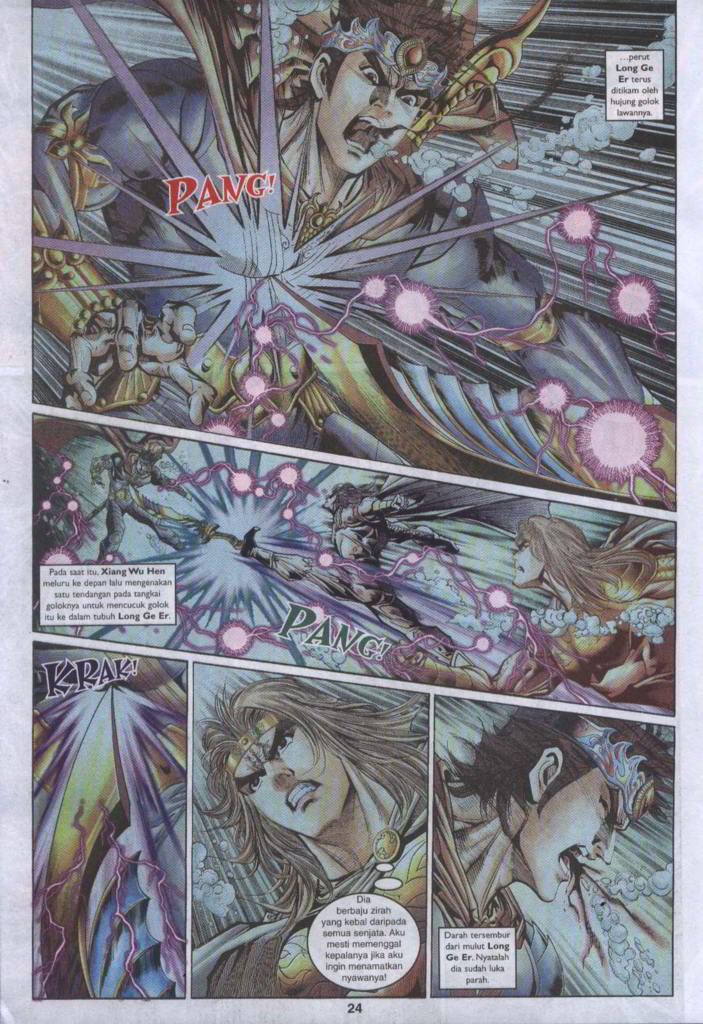 ...perut
Long Ge
Er terus
ditikam oleh
hujung golok
lawannya.
PANG!
Pada saat itu, Xiang Wu Hen
meluru ke depan lalu mengenakan
satu tendangan pada tangkai
goloknya untuk mencucuk golok
itu ke dalam tubuh Long Ge Er.
PANG!
KRAK!
Dia
berbaju zirah
yang kebal daripada
semua senjata. Aku
mesti memenggal
kepalanya jika aku
ingin menamatkan
nyawanya!
Darah tersembur
dari mulut Long
Ge Er. Nyatalah
dia sudah luka
parah.
24